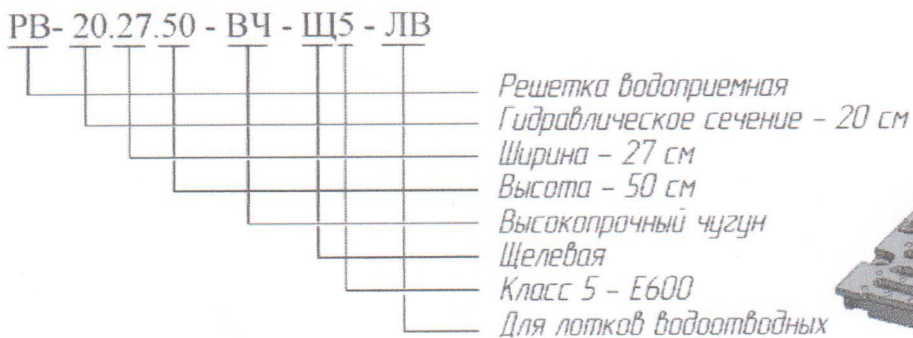 РВ- 20.27.50 - ВЧ - Щ5 - ЛВ
Решетка водоприемная
Гидравлическое сечение - 20 см
Ширина - 27 см
Высота - 50 см
Высокопрочный чугун
Щелевая
Класс 5 - Е600
Для лотков водоотводных